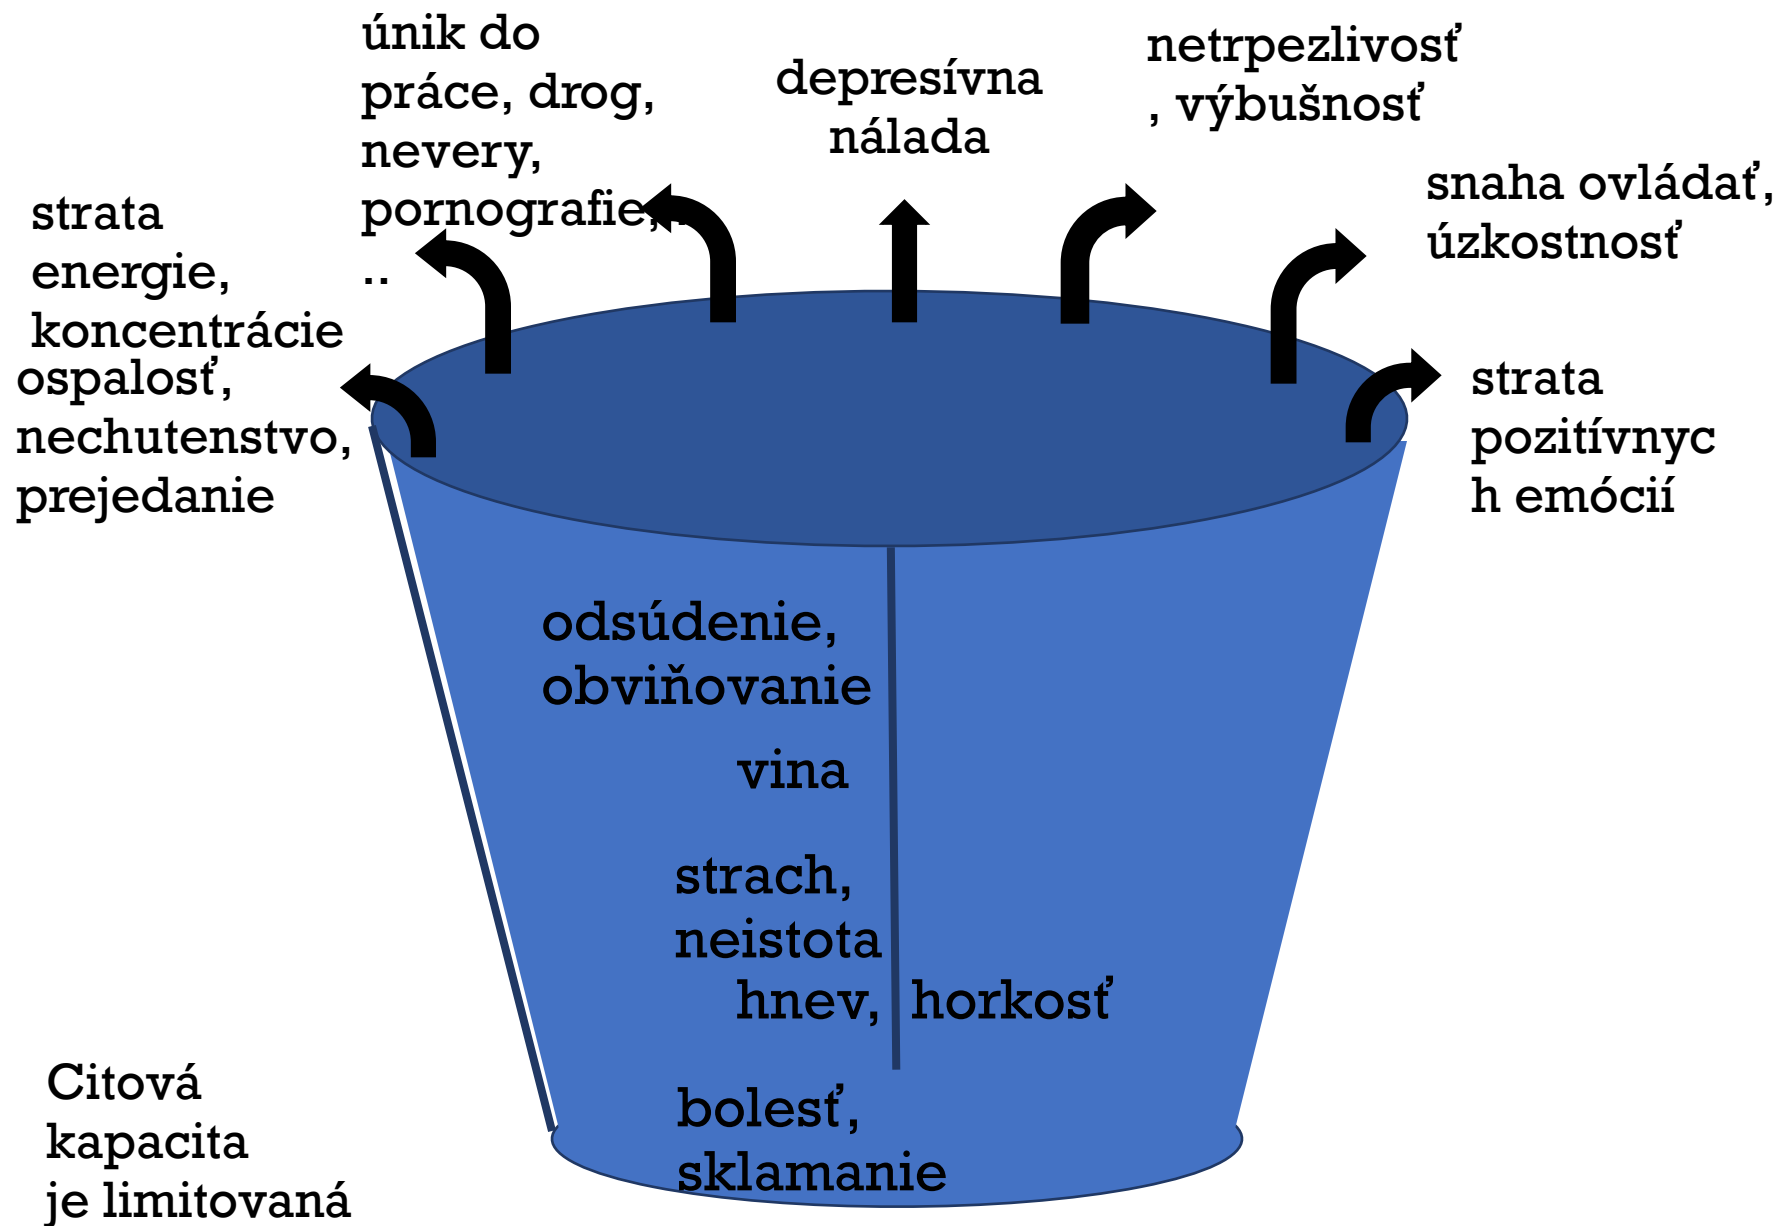 únik do
práce, drog,
nevery,
pornografie,.
..
depresívna
nálada
netrpezlivosť
, výbušnosť
snaha ovládať,
úzkostnosť
strata
energie,
koncentrácie
ospalosť,
nechutenstvo,
prejedanie
strata
pozitívnyc
h emócií
odsúdenie,
obviňovanie
vina
strach,
neistota
hnev, horkosť
bolesť,
sklamanie
Citová
kapacita
je limitovaná